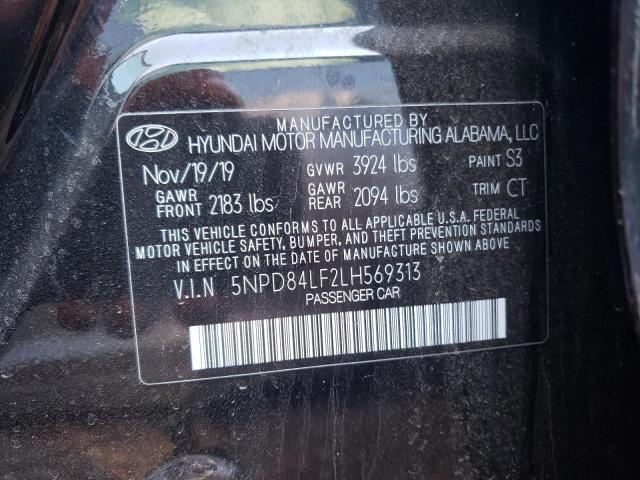 MANUFACTURED BY
HYUNDAI MOTOR MANUFACTURING ALABAMA, LLC
Nov/19/19 GVWR 3924 lbs PAINT S3
GAWR FRONT 2183 lbs GAWR REAR 2094 lbs TRIM CT
THIS VEHICLE CONFORMS TO ALL APPLICABLE U.S.A. FEDERAL
MOTOR VEHICLE SAFETY, BUMPER, AND THEFT PREVENTION STANDARDS
IN EFFECT ON THE DATE OF MANUFACTURE SHOWN ABOVE.
V.I.N 5NPD84LF2LH569313
PASSENGER CAR